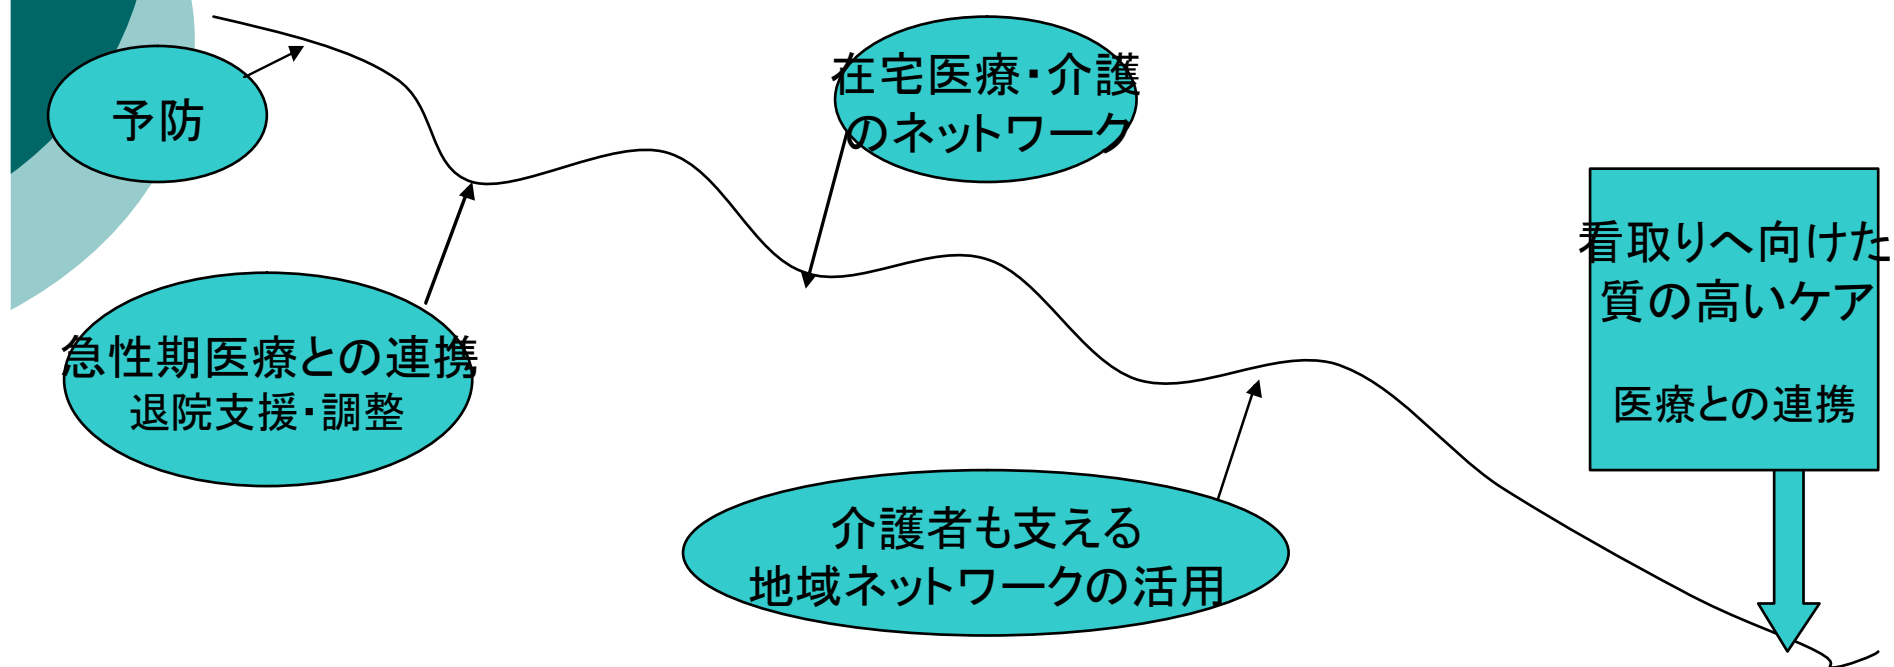 予防
在宅医療・介護
のネットワーク
急性期医療との連携
退院支援・調整
看取りへ向けた
質の高いケア
医療との連携
介護者も支える
地域ネットワークの活用